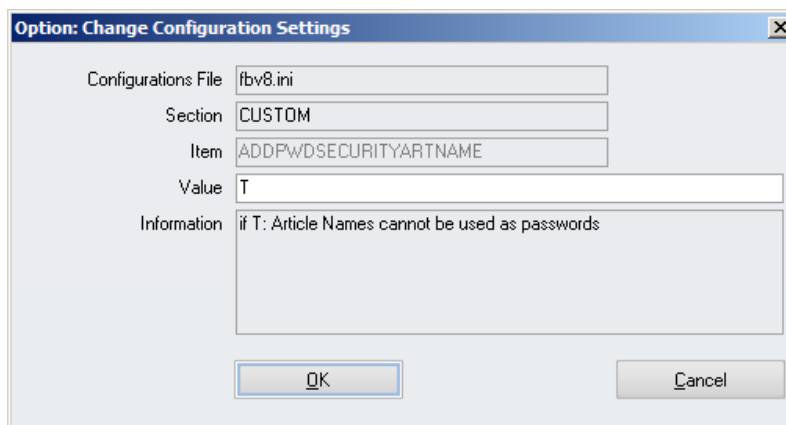 Option: Change Configuration Settings
Configurations File fbv8.ini
Section CUSTOM
Item ADDPWDSECURITYARTNAME
Value T
Information if T: Article Names cannot be used as passwords
OK Cancel